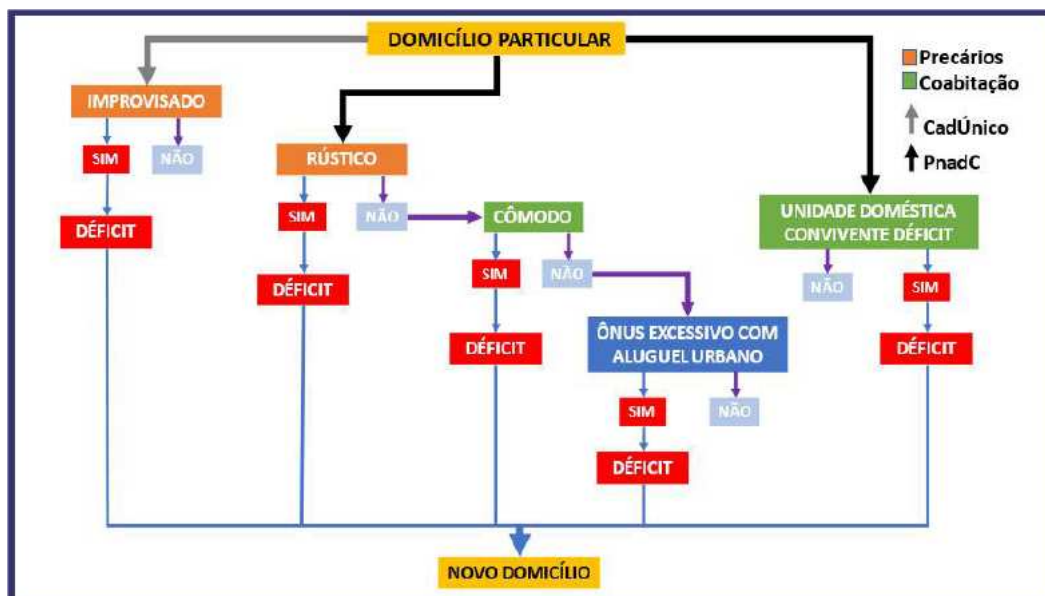 DOMICÍLIO PARTICULAR
Precários
Coabitação
CadÚnico
PnadC
IMPROVISADO
SIM
NÃO
DÉFICIT
RÚSTICO
SIM
NÃO
DÉFICIT
CÔMODO
SIM
NÃO
DÉFICIT
ÔNUS EXCESSIVO COM
ALUGUEL URBANO
SIM
NÃO
DÉFICIT
UNIDADE DOMÉSTICA
CONVIVENTE DÉFICIT
NÃO
SIM
DÉFICIT
NOVO DOMICÍLIO